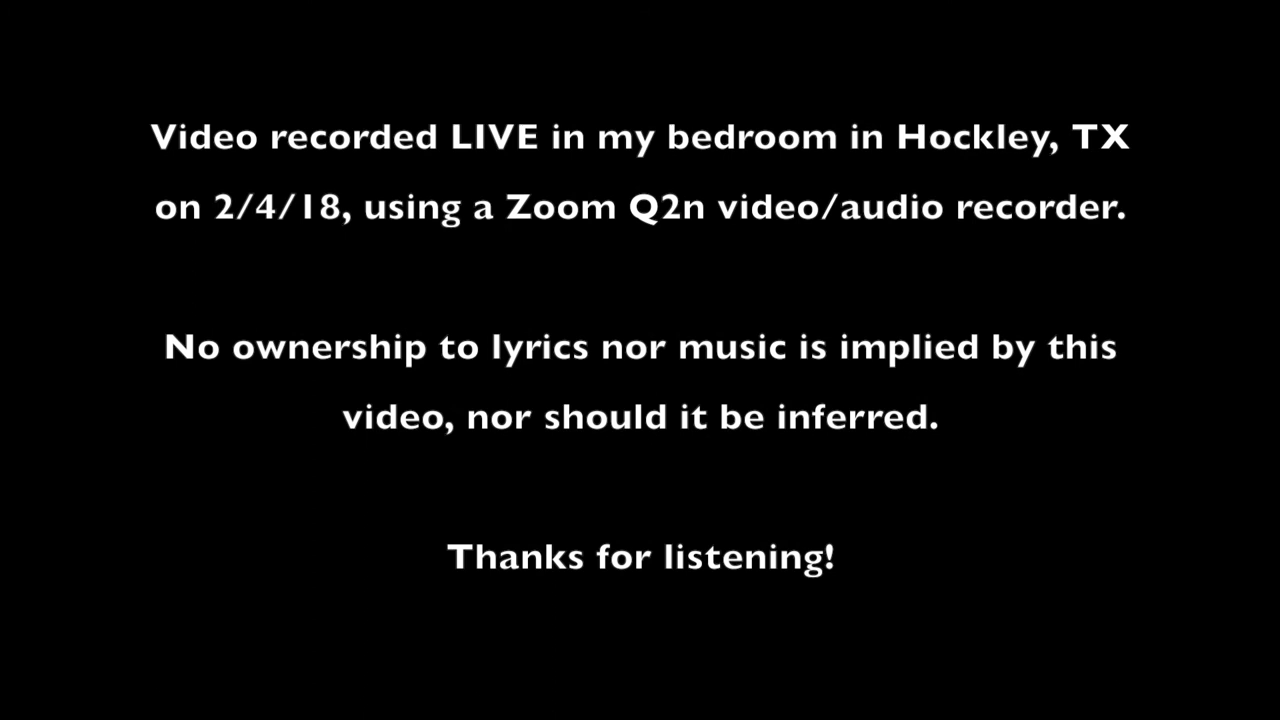 Video recorded LIVE in my bedroom in Hockley, TX
on 2/4/18, using a Zoom Q2n video/audio recorder.
No ownership to lyrics nor music is implied by this
video, nor should it be inferred.
Thanks for listening!